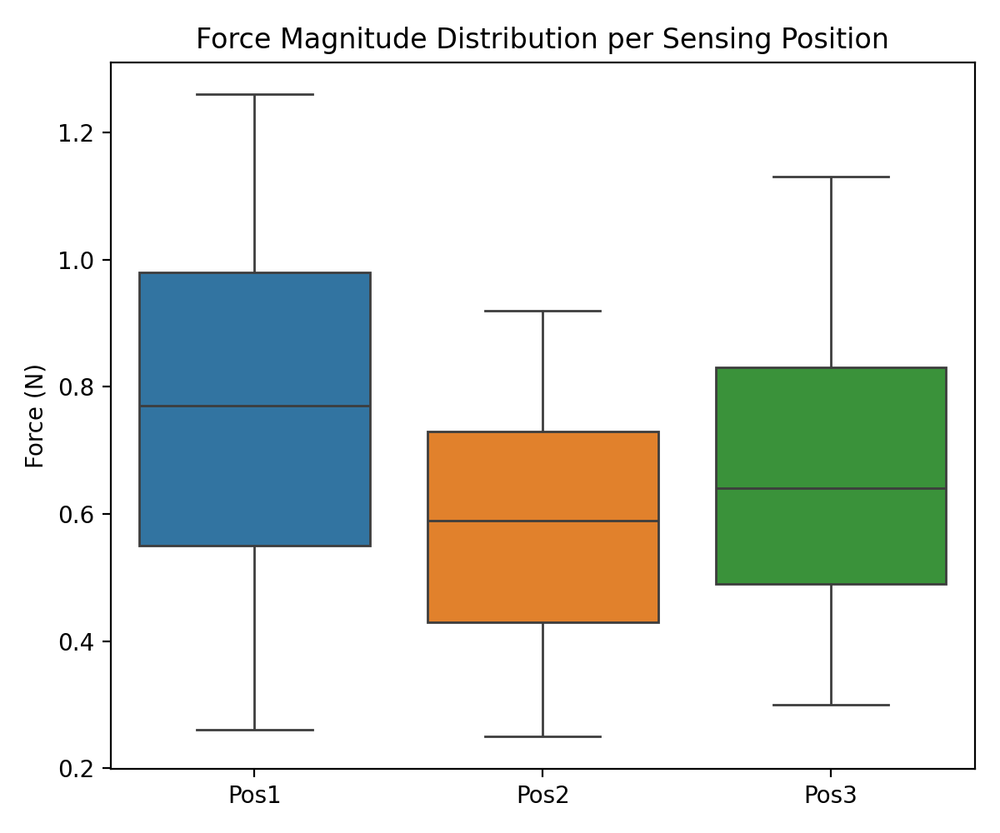 Force Magnitude Distribution per Sensing Position
Force (N)
1.2
1.0
0.8
0.6
0.4
0.2
Pos1 Pos2 Pos3